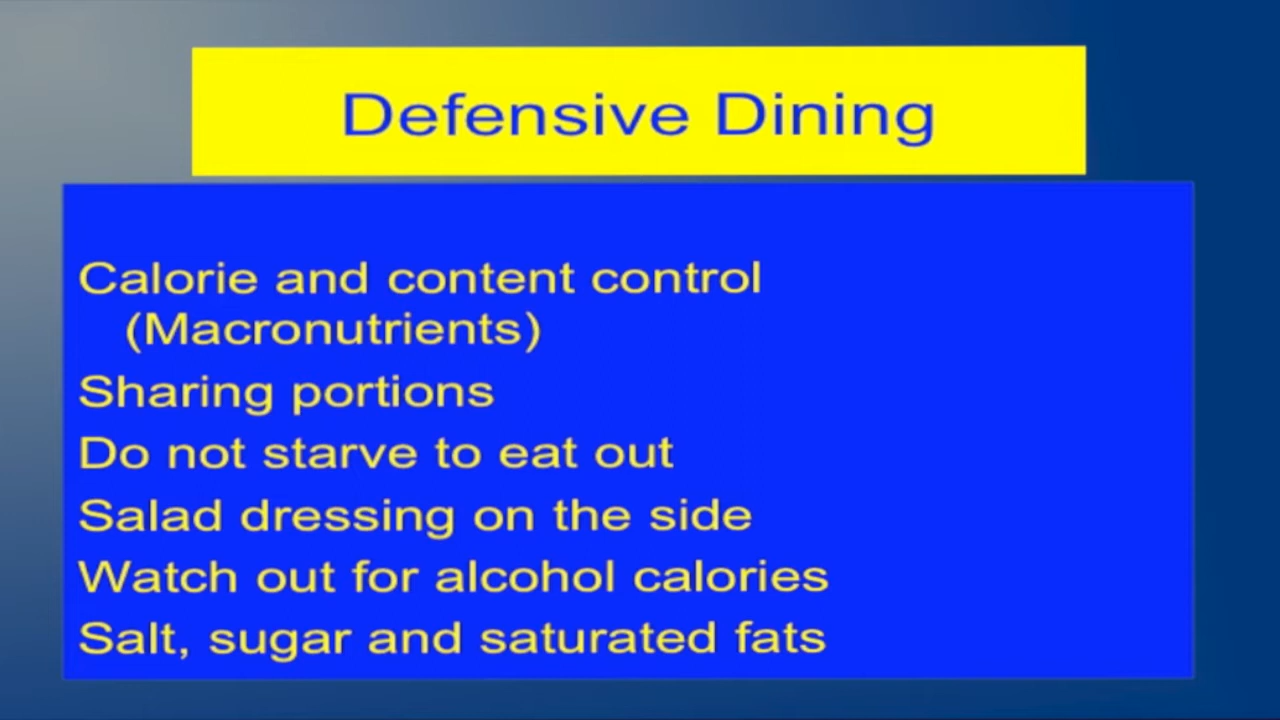 Defensive Dining
Calorie and content control
(Macronutrients)
Sharing portions
Do not starve to eat out
Salad dressing on the side
Watch out for alcohol calories
Salt, sugar and saturated fats